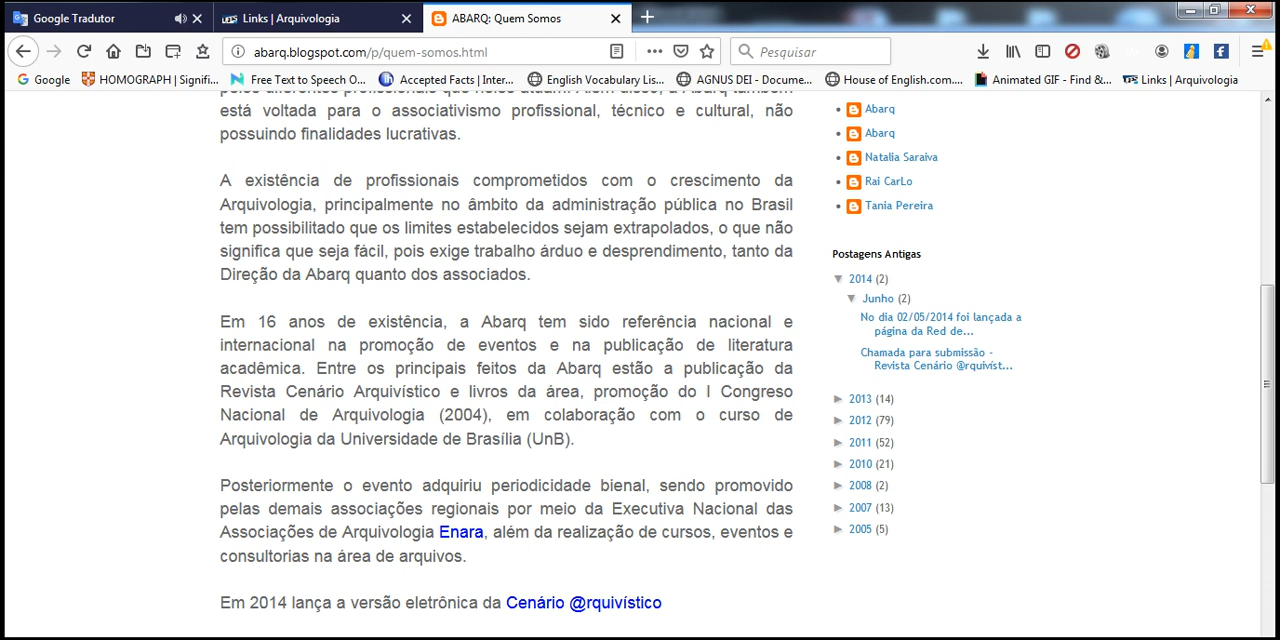 Google Tradutor
Links | Arquivologia
ABARQ: Quem Somos
abarq.blogspot.com/p/quem-somos.html
Pesquisar
Google
HOMOGRAPH | Signifi...
Free Text to Speech O...
Accepted Facts | Inter...
English Vocabulary Lis...
AGNUS DEI - Docume...
House of English.com....
Animated GIF - Find &...
Links | Arquivologia
pelos diferentes profissionais que neles atuam. Além disso, a Abarq também
está voltada para o associativismo profissional, técnico e cultural, não
possuindo finalidades lucrativas.
A existência de profissionais comprometidos com o crescimento da
Arquivologia, principalmente no âmbito da administração pública no Brasil
tem possibilitado que os limites estabelecidos sejam extrapolados, o que não
significa que seja fácil, pois exige trabalho árduo e desprendimento, tanto da
Direção da Abarq quanto dos associados.
Em 16 anos de existência, a Abarq tem sido referência nacional e
internacional na promoção de eventos e na publicação de literatura
acadêmica. Entre os principais feitos da Abarq estão a publicação da
Revista Cenário Arquivístico e livros da área, promoção do I Congreso
Nacional de Arquivologia (2004), em colaboração com o curso de
Arquivologia da Universidade de Brasília (UnB).
Posteriormente o evento adquiriu periodicidade bienal, sendo promovido
pelas demais associações regionais por meio da Executiva Nacional das
Associações de Arquivologia Enara, além da realização de cursos, eventos e
consultorias na área de arquivos.
Em 2014 lança a versão eletrônica da Cenário @rquivístico
Abarq
Abarq
Natalia Saraiva
Rai CarLo
Tania Pereira
Postagens Antigas
▼ 2014 (2)
▼ Junho (2)
No dia 02/05/2014 foi lançada a
página da Red de...
Chamada para submissão -
Revista Cenário @rquivíst...
► 2013 (14)
► 2012 (79)
► 2011 (52)
► 2010 (21)
► 2008 (2)
► 2007 (13)
► 2005 (5)